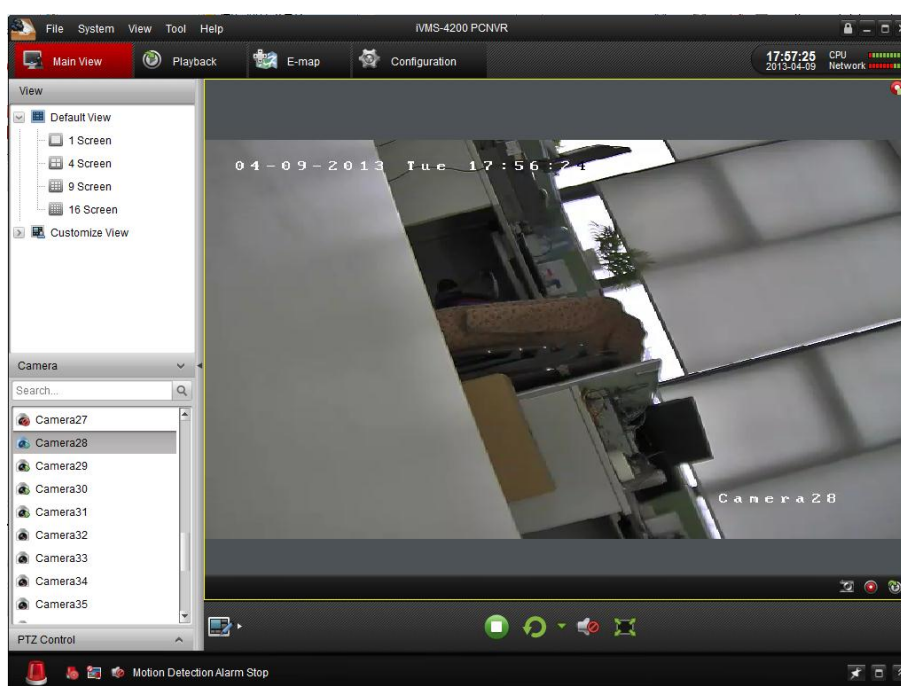 File System View Tool Help iVMS-4200 PCNVR
Main View Playback E-map Configuration 17:57:25 2013-04-09 CPU Network
View
Default View
1 Screen
4 Screen
9 Screen
16 Screen
Customize View
04-09-2013 Tue 17:56:24
Camera
Search...
Camera27
Camera28
Camera29
Camera30
Camera31
Camera32
Camera33
Camera34
Camera35
Camera28
PTZ Control
Motion Detection Alarm Stop